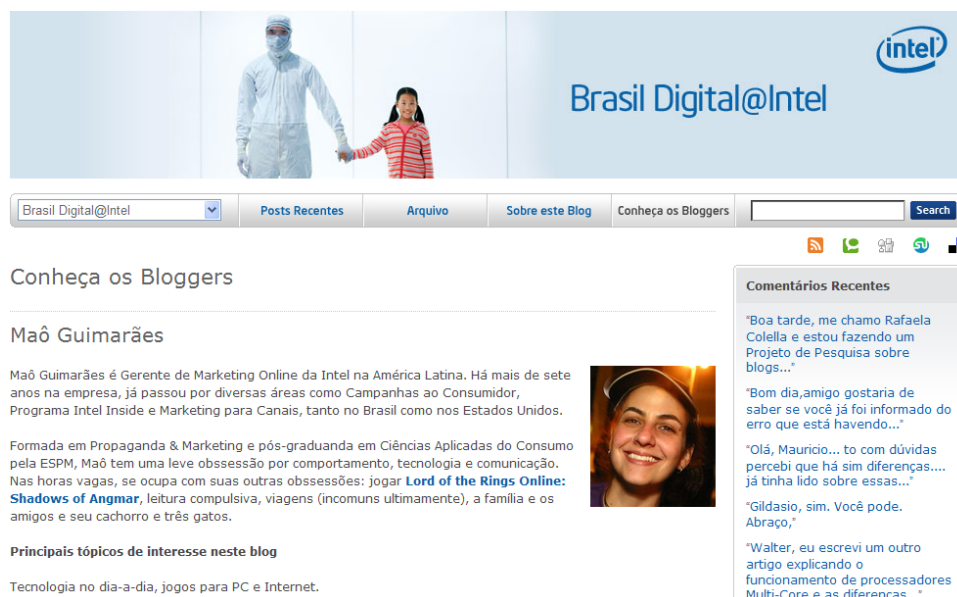 intel
Brasil Digital@Intel
Brasil Digital@Intel
Posts Recentes
Arquivo
Sobre este Blog
Conheça os Bloggers
Search
Conheça os Bloggers
Maô Guimarães
Maô Guimarães é Gerente de Marketing Online da Intel na América Latina. Há mais de sete
anos na empresa, já passou por diversas áreas como Campanhas ao Consumidor,
Programa Intel Inside e Marketing para Canais, tanto no Brasil como nos Estados Unidos.
Formada em Propaganda & Marketing e pós-graduanda em Ciências Aplicadas do Consumo
pela ESPM, Maô tem uma leve obssessão por comportamento, tecnologia e comunicação.
Nas horas vagas, se ocupa com suas outras obssessões: jogar Lord of the Rings Online:
Shadows of Angmar, leitura compulsiva, viagens (incomuns ultimamente), a família e os
amigos e seu cachorro e três gatos.
Principais tópicos de interesse neste blog
Tecnologia no dia-a-dia, jogos para PC e Internet.
Comentários Recentes
"Boa tarde, me chamo Rafaela
Colella e estou fazendo um
Projeto de Pesquisa sobre
blogs..."
"Bom dia,amigo gostaria de
saber se você já foi informado do
erro que está havendo..."
"Olá, Mauricio... to com dúvidas
percebi que há sim diferenças....
já tinha lido sobre essas..."
"Gildasio, sim. Você pode.
Abraço,"
"Walter, eu escrevi um outro
artigo explicando o
funcionamento de processadores
Multi-Core e as diferenças..."